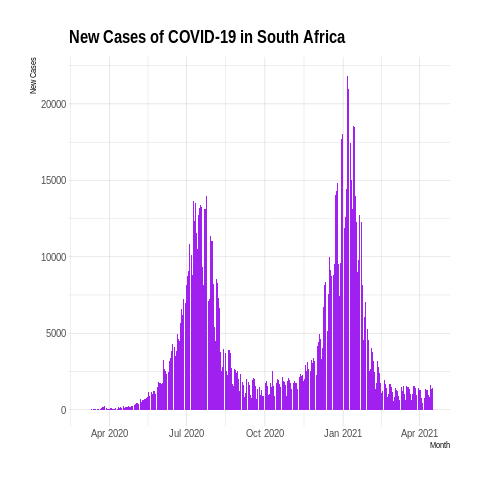 New Cases of COVID-19 in South Africa
New Cases
20000
15000
10000
5000
0
Apr 2020 Jul 2020 Oct 2020 Jan 2021 Apr 2021
Month